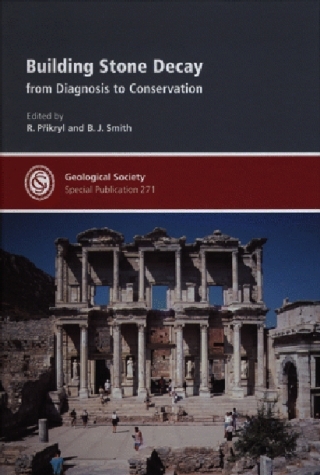 Building Stone Decay
from Diagnosis to Conservation
Edited by
R. Přikryl and B. J. Smith
Geological Society
Special Publication 271